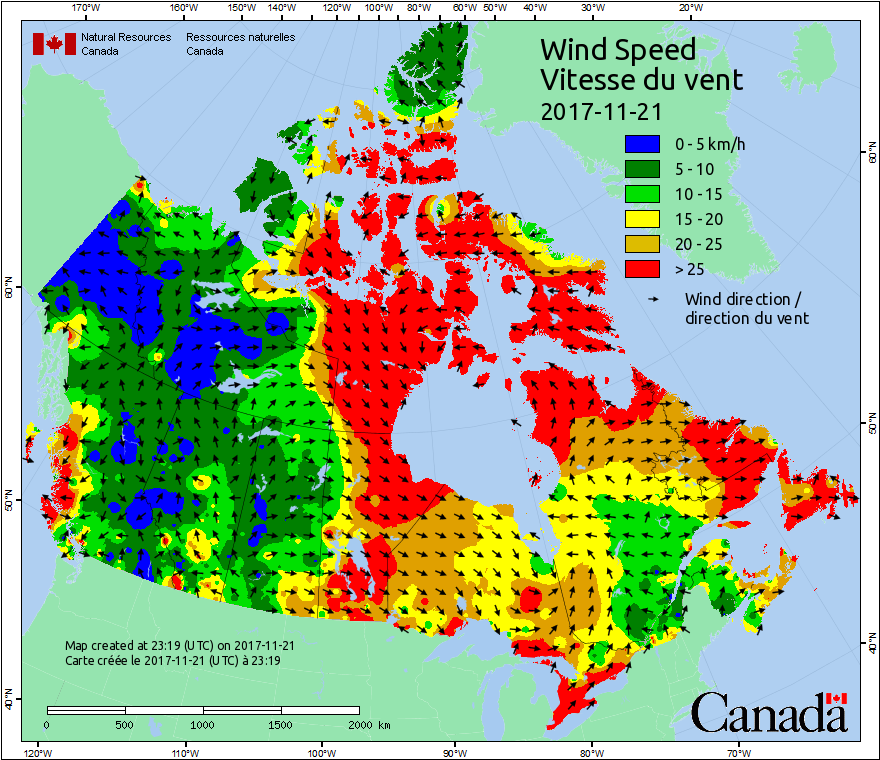 170°W 160°W 150°W 140°W 120°W 100°W 80°W 60°W 50°W 40°W 30°W 20°W
Natural Resources Ressources naturelles
Canada Canada
Wind Speed
Vitesse du vent
2017-11-21
0 - 5 km/h
5 - 10
10 - 15
15 - 20
20 - 25
> 25
Wind direction /
direction du vent
60°N
60°N
50°N
50°N
40°N
40°N
Map created at 23:19 (UTC) on 2017-11-21
Carte créée le 2017-11-21 (UTC) à 23:19
0 500 1000 1500 2000 km
Canada
120°W 110°W 100°W 90°W 80°W 70°W